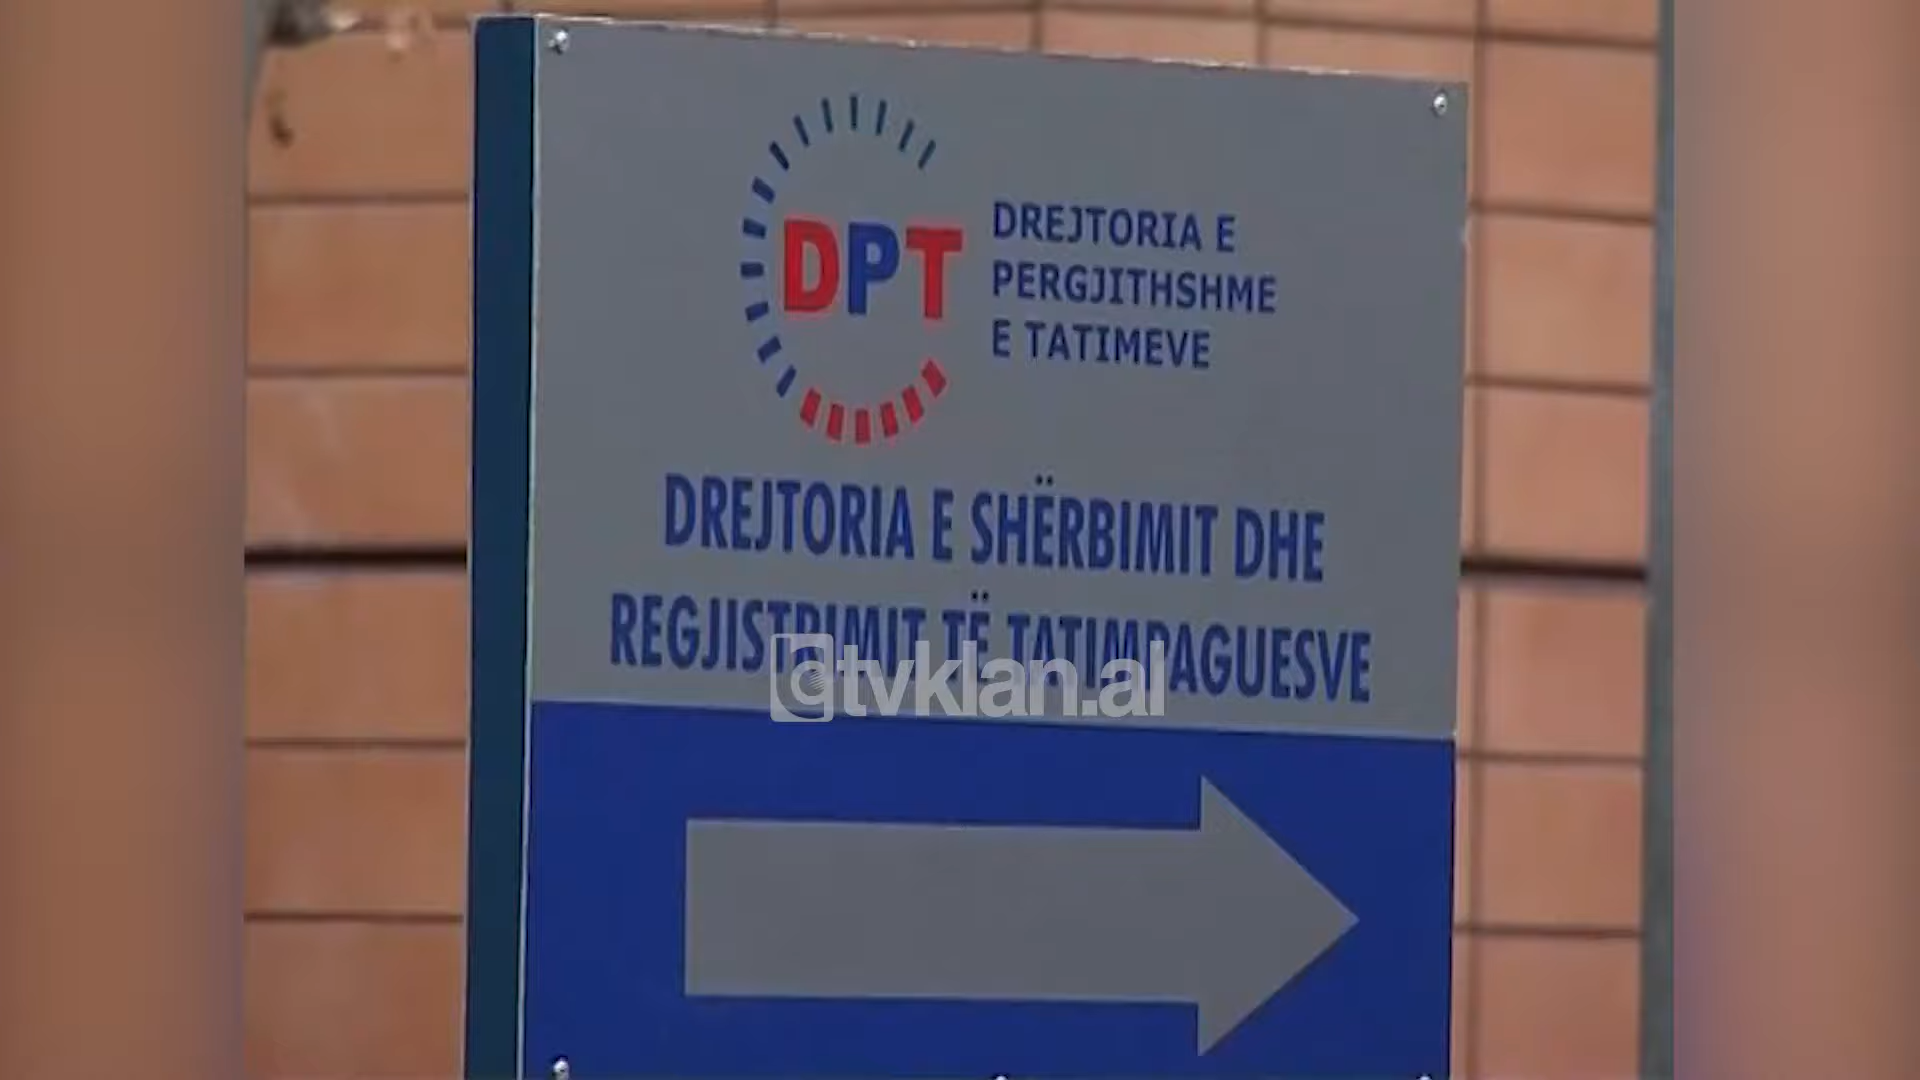 DPT
DREJTORIA E
PERGJITHSHME
E TATIMEVE
DREJTORIA E SHËRBIMIT DHE
REGJISTRIMIT TË TATIMPAGUESVE
tvklan.al